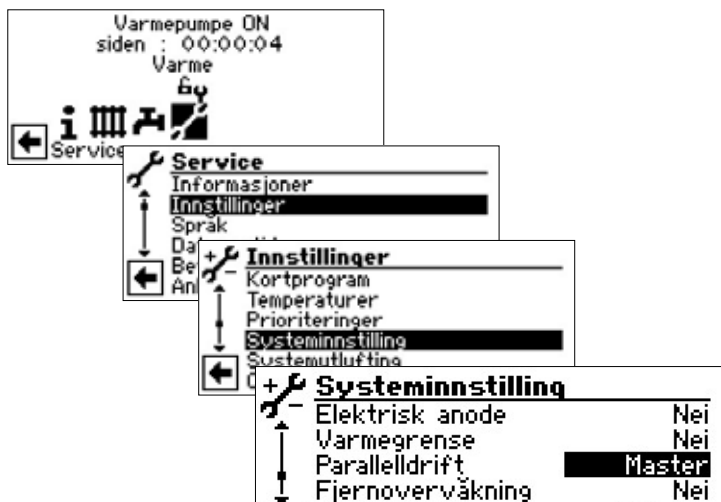 Varmepumpe ON
siden : 00:00:04
Varme
Service
Service
Informasjoner
Innstillinger
Språk
Innstillinger
Kortprogram
Temperaturer
Prioriteringer
Systeminnstilling
Systemutlufting
Systeminnstilling
Elektrisk anode Nei
Varmegrense Nei
Parallelldrift Master
Fjernovervåkning Nei